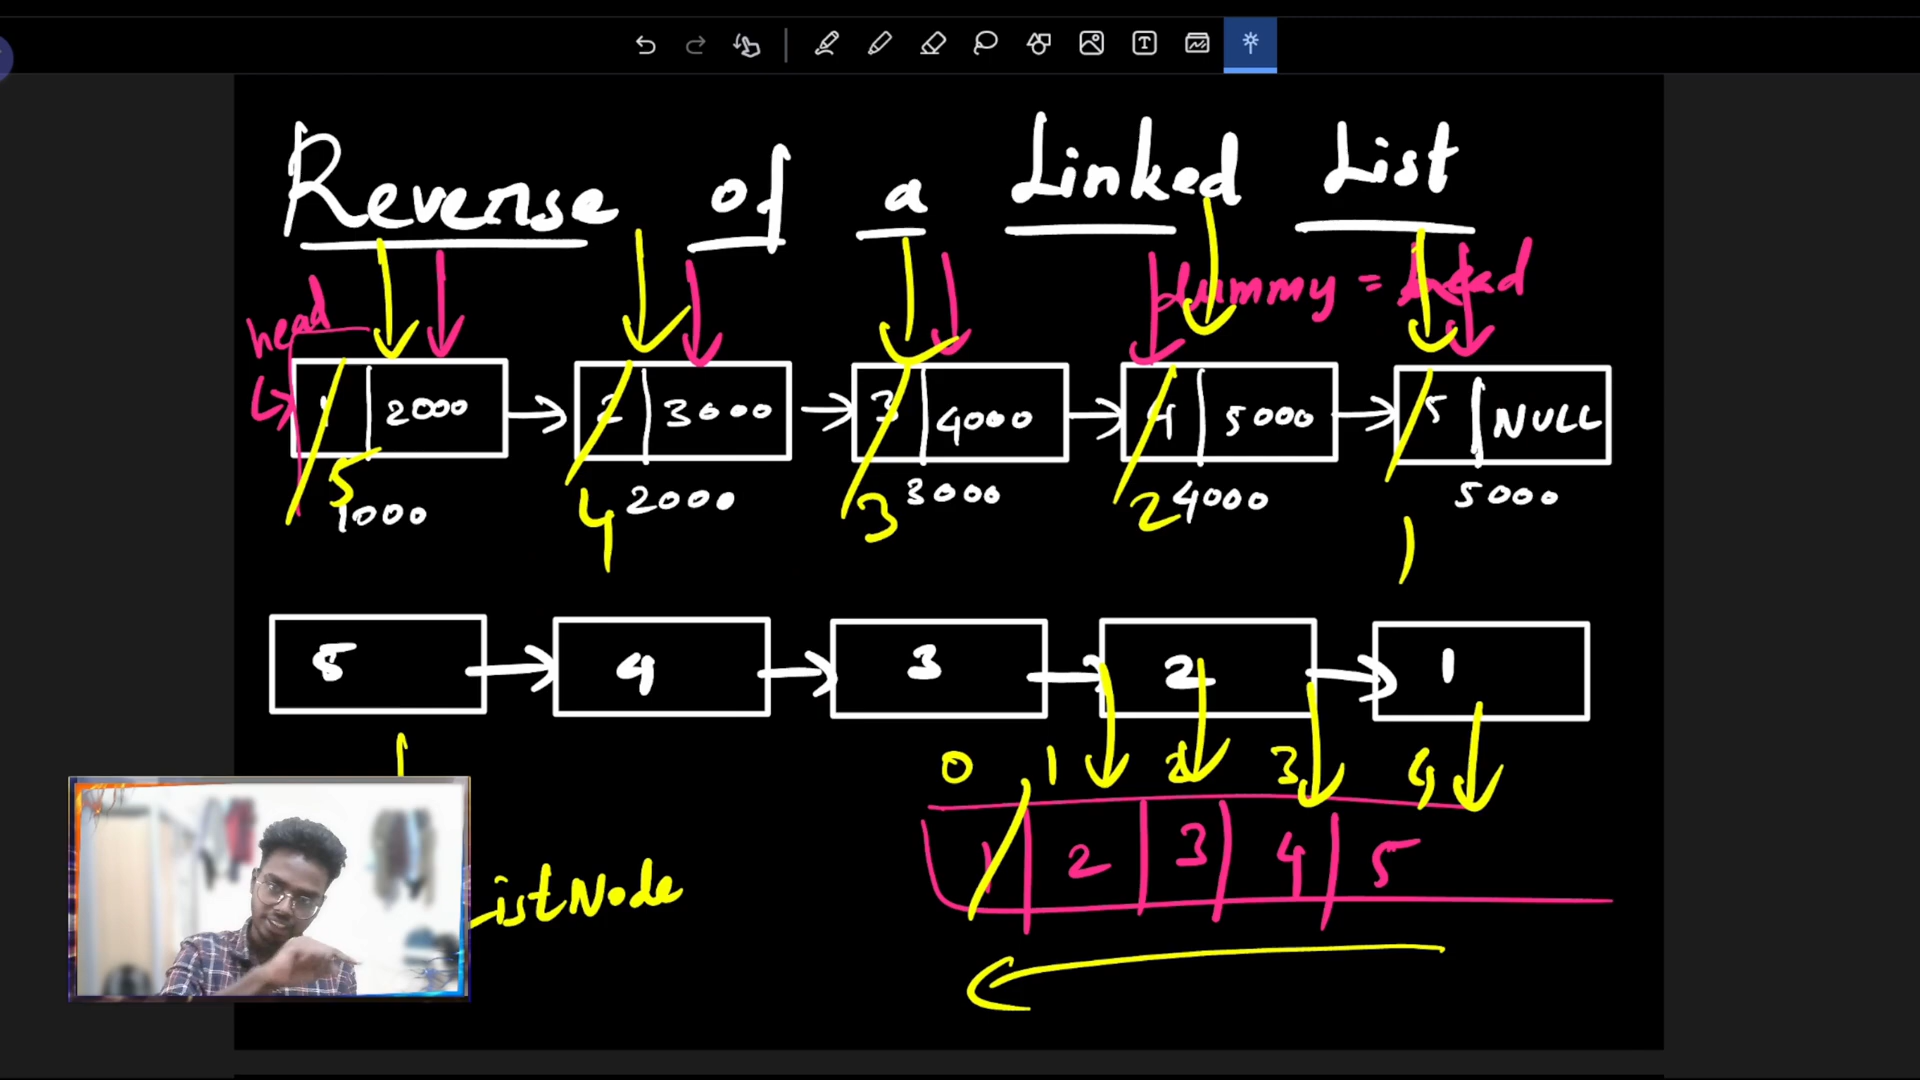 Reverse of a Linked List
dummy = head
head
1 2000 2 3000 3 4000 4 5000 5 NULL
5 4 3 2 1
1000 2000 3000 4000 5000
5 4 3 2 1
0 1 2 3 4
1 2 3 4 5
ListNode